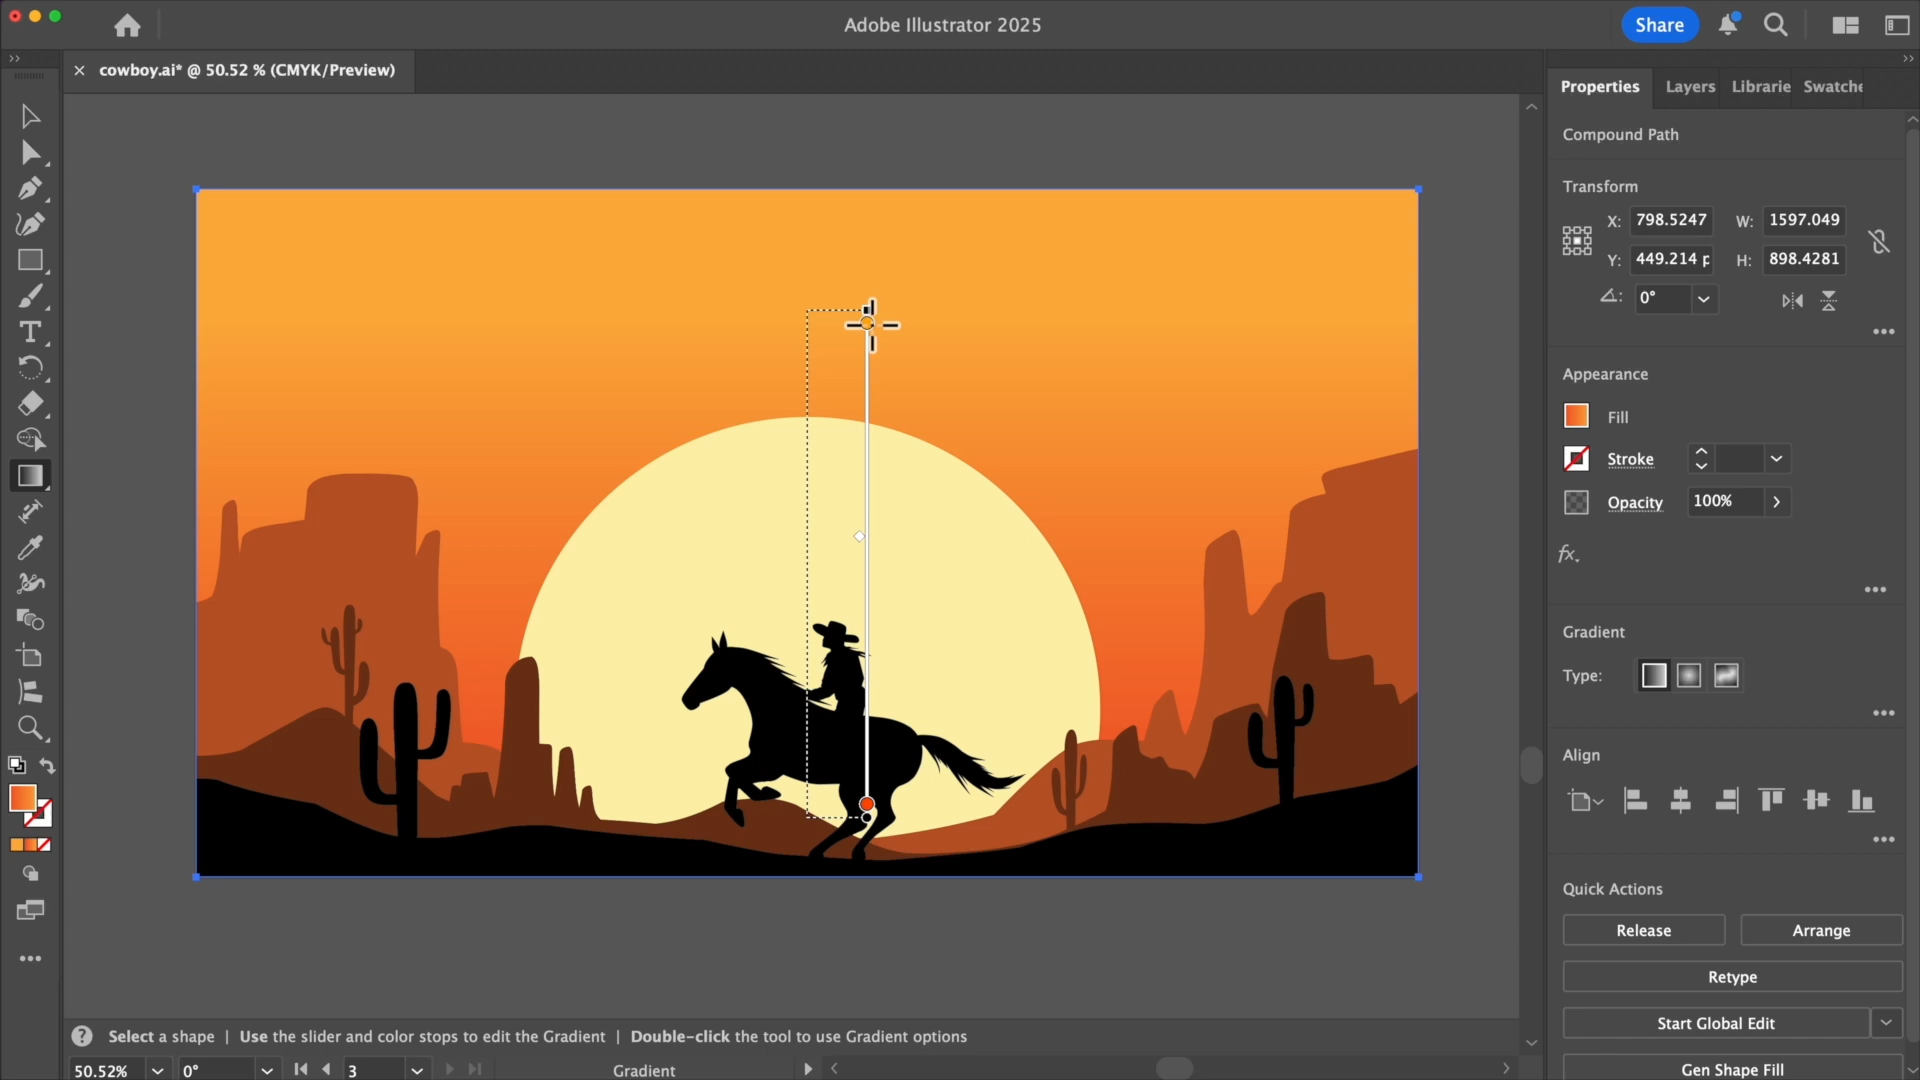 Adobe Illustrator 2025
Share
cowboy.ai* @ 50.52 % (CMYK/Preview)
Properties
Layers
Librarie
Swatche
Compound Path
Transform
X: 798.5247 W: 1597.049
Y: 449.214 p H: 898.4281
0°
Appearance
Fill
Stroke
Opacity 100%
fx.
Gradient
Type:
Align
Quick Actions
Release Arrange
Retype
Start Global Edit
Gen Shape Fill
Select a shape | Use the slider and color stops to edit the Gradient | Double-click the tool to use Gradient options
50.52% 0° 3 Gradient